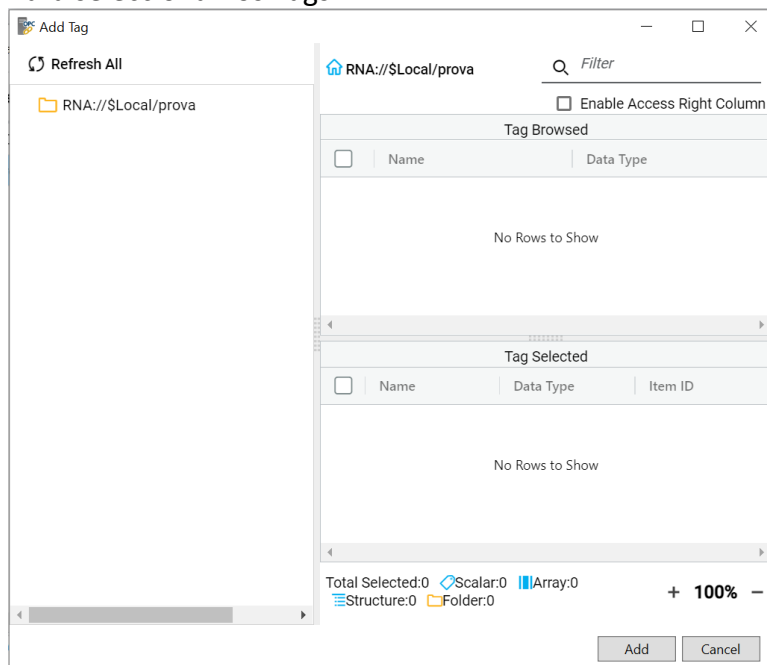 Add Tag
Refresh All
RNA://$Local/prova
RNA://$Local/prova
Filter
Enable Access Right Column
Tag Browsed
Name Data Type
No Rows to Show
Tag Selected
Name Data Type Item ID
No Rows to Show
Total Selected:0 Scalar:0 Array:0
Structure:0 Folder:0
+ 100% −
Add Cancel